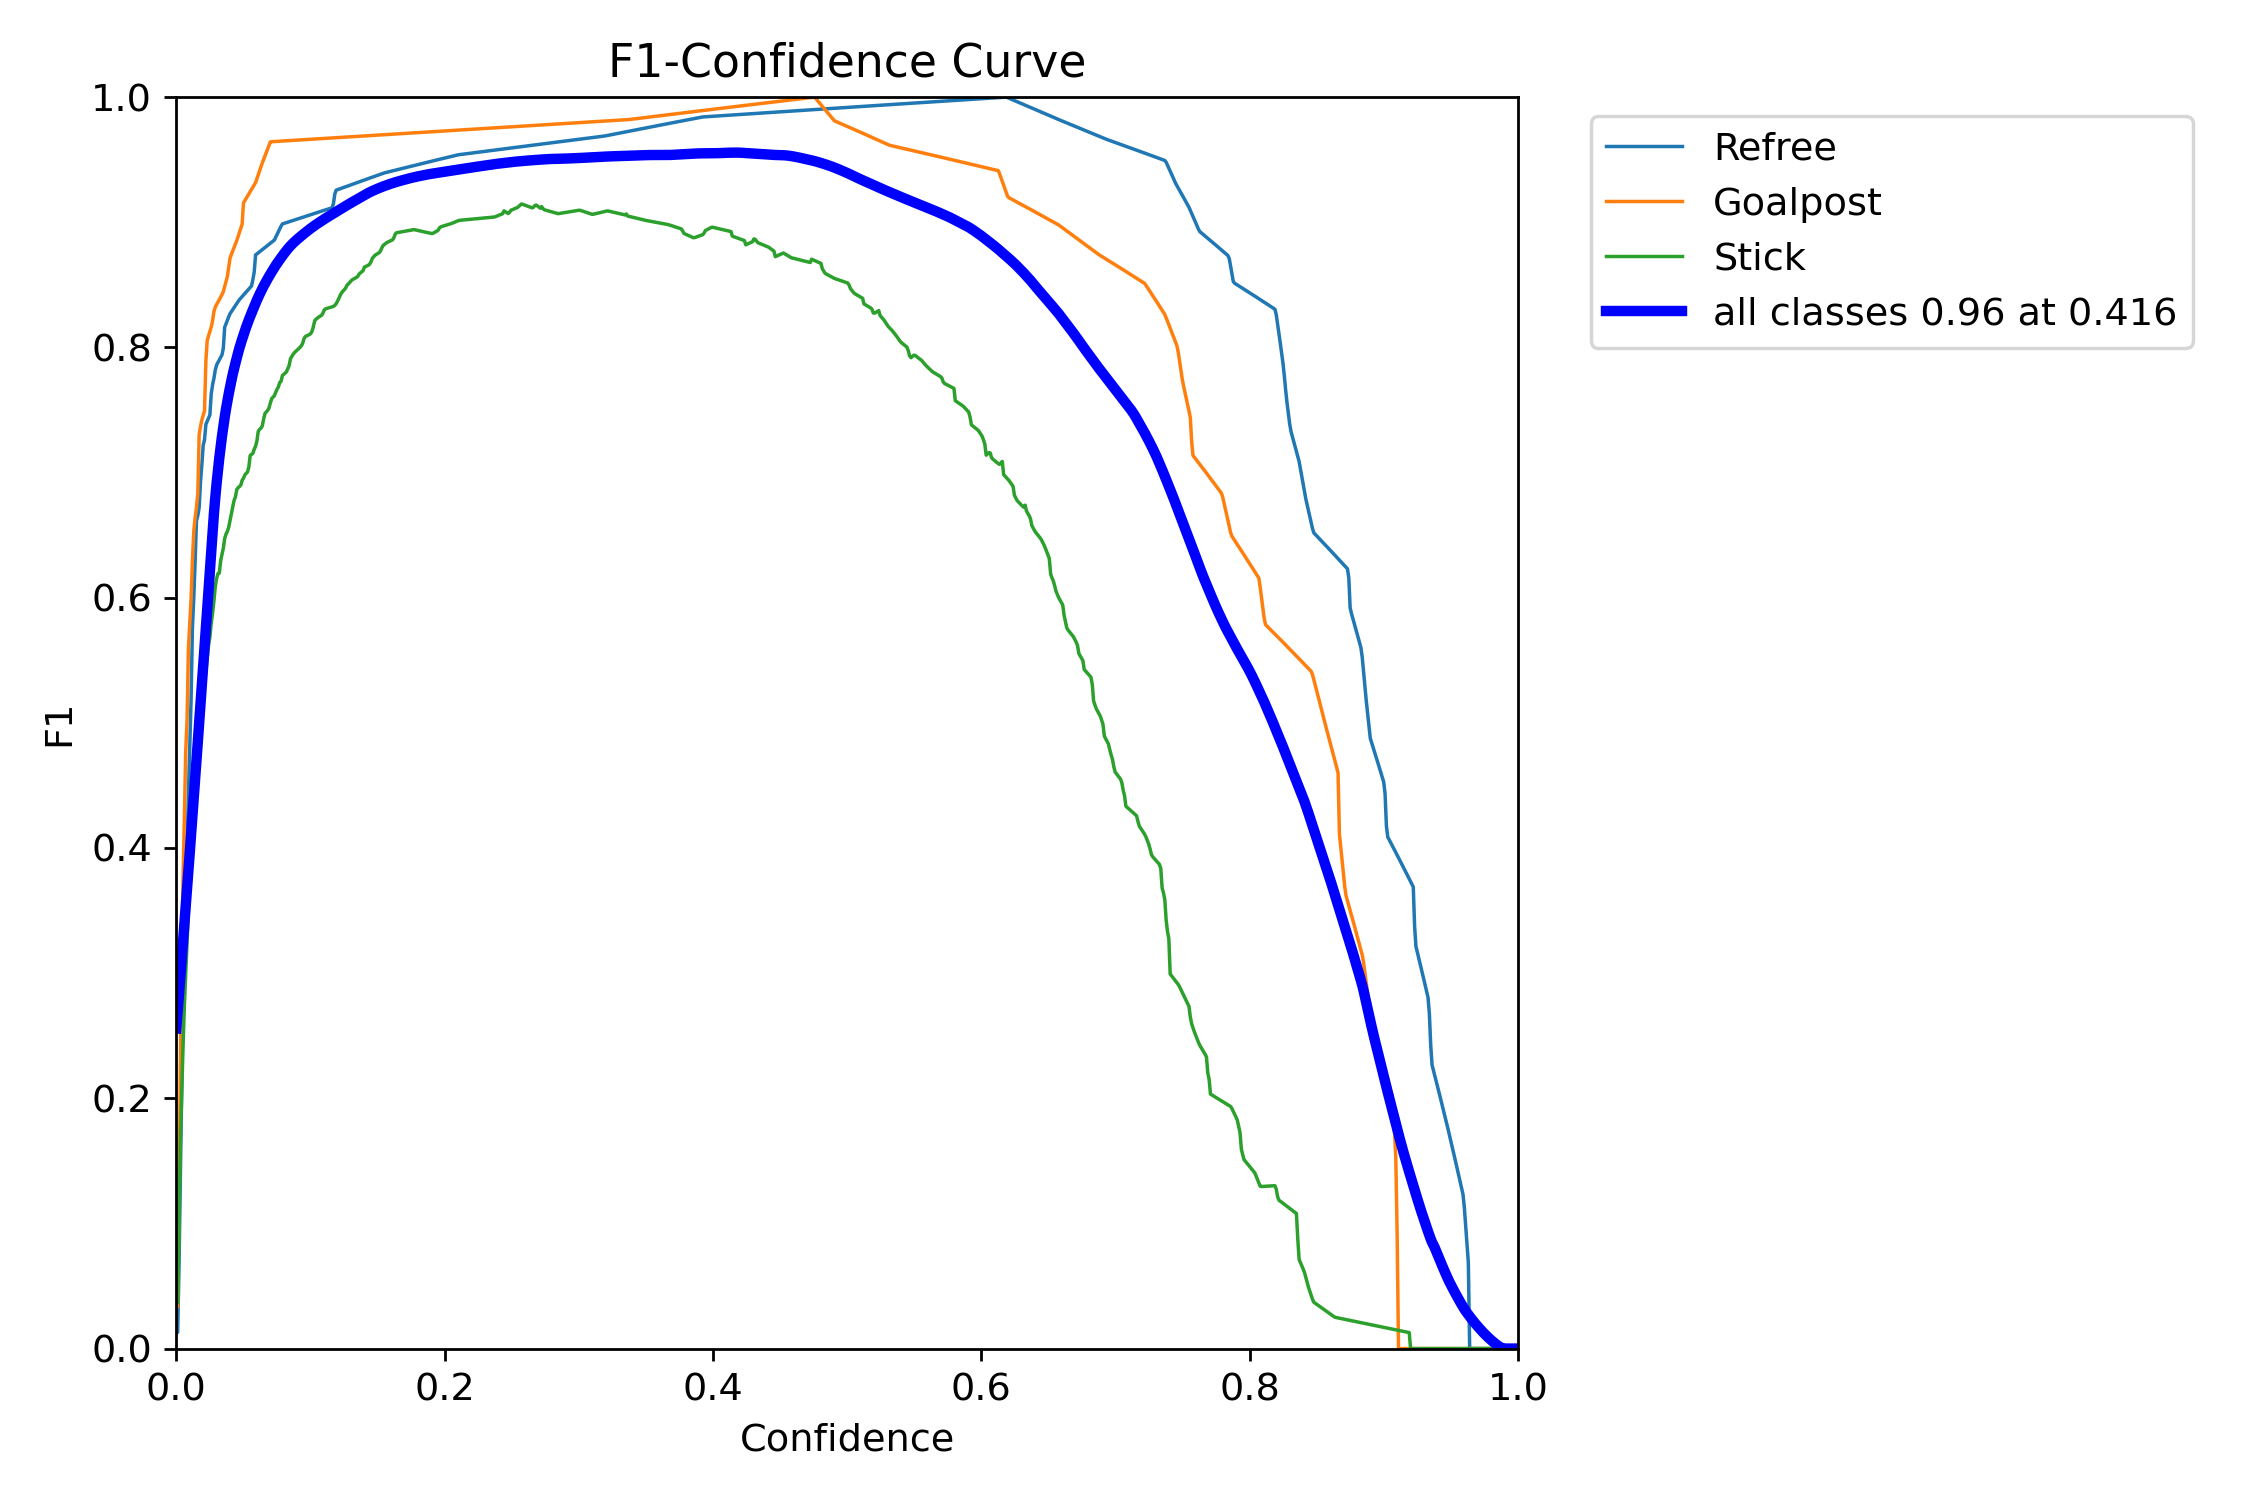 F1-Confidence Curve
1.0
0.8
0.6
0.4
0.2
0.0
F1
0.0 0.2 0.4 0.6 0.8 1.0
Confidence
Refree
Goalpost
Stick
all classes 0.96 at 0.416